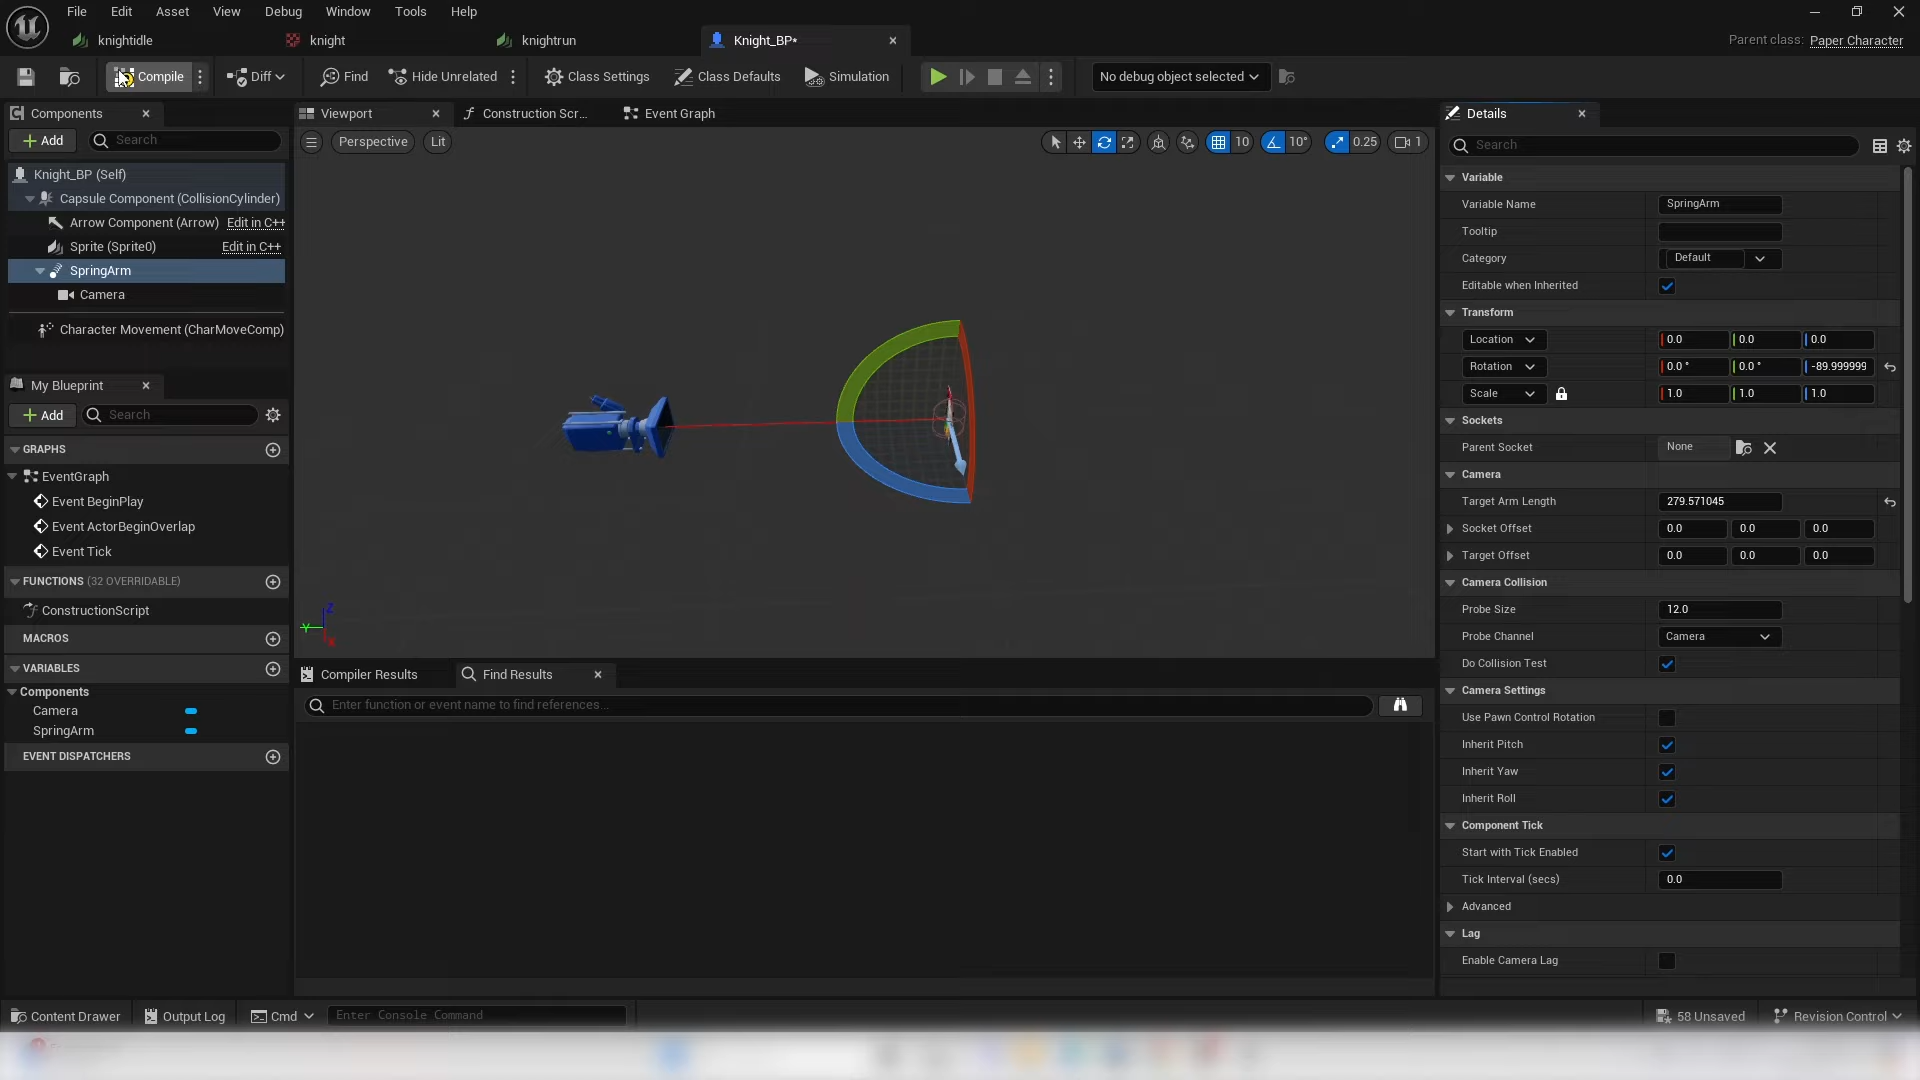 File Edit Asset View Debug Window Tools Help
knightidle knight knightrun Knight_BP*
Parent class: Paper Character
Compile Diff Find Hide Unrelated Class Settings Class Defaults Simulation No debug object selected
Components
Add Search
Knight_BP (Self)
Capsule Component (CollisionCylinder)
Arrow Component (Arrow) Edit in C++
Sprite (Sprite0) Edit in C++
SpringArm
Camera
Character Movement (CharMoveComp)
My Blueprint
Add Search
GRAPHS
EventGraph
Event BeginPlay
Event ActorBeginOverlap
Event Tick
FUNCTIONS (32 OVERRIDABLE)
ConstructionScript
MACROS
VARIABLES
Components
Camera
SpringArm
EVENT DISPATCHERS
Viewport Construction Scr... Event Graph
Perspective Lit 10 10° 0.25 1
Z
Y
X
Compiler Results Find Results
Enter function or event name to find references...
Details
Search
Variable
Variable Name SpringArm
Tooltip
Category Default
Editable when Inherited
Transform
Location 0.0 0.0 0.0
Rotation 0.0 ° 0.0 ° -89.999999
Scale 1.0 1.0 1.0
Sockets
Parent Socket None
Camera
Target Arm Length 279.571045
Socket Offset 0.0 0.0 0.0
Target Offset 0.0 0.0 0.0
Camera Collision
Probe Size 12.0
Probe Channel Camera
Do Collision Test
Camera Settings
Use Pawn Control Rotation
Inherit Pitch
Inherit Yaw
Inherit Roll
Component Tick
Start with Tick Enabled
Tick Interval (secs) 0.0
Advanced
Lag
Enable Camera Lag
Content Drawer Output Log Cmd Enter Console Command 58 Unsaved Revision Control